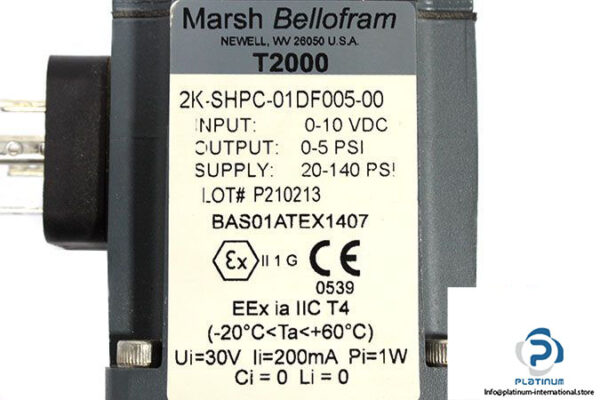 Marsh Bellofram
NEWELL, WV 26050 U.S.A.
T2000
2K-SHPC-01DF005-00
INPUT: 0-10 VDC
OUTPUT: 0-5 PSI
SUPPLY: 20-140 PSI
LOT# P210213
BAS01ATEX1407
Ex II 1 G CE
0539
EEx ia IIC T4
(-20°C<Ta<+60°C)
Ui=30V Ii=200mA Pi=1W
Ci = 0 Li = 0
PLATINUM
Info@platinum-international.store